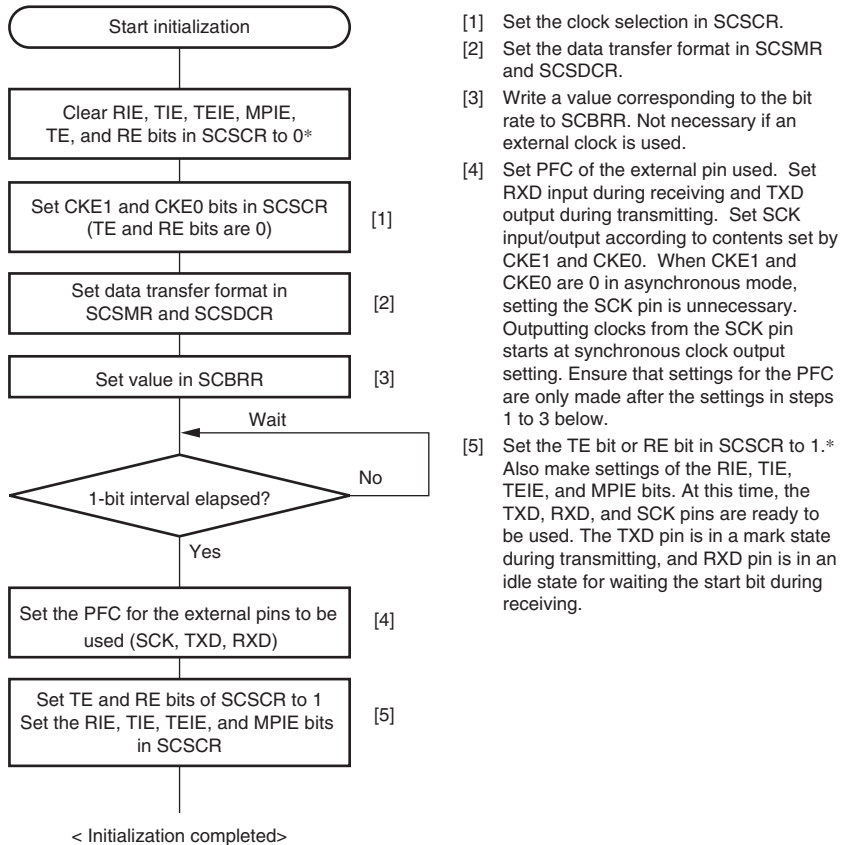 Start initialization
Clear RIE, TIE, TEIE, MPIE,
TE, and RE bits in SCSCR to 0*
Set CKE1 and CKE0 bits in SCSCR
(TE and RE bits are 0)
[1]
Set data transfer format in
SCSMR and SCSDCR
[2]
Set value in SCBRR
[3]
Wait
No
1-bit interval elapsed?
Yes
Set the PFC for the external pins to be
used (SCK, TXD, RXD)
[4]
Set TE and RE bits of SCSCR to 1
Set the RIE, TIE, TEIE, and MPIE bits
in SCSCR
[5]
< Initialization completed>
[1] Set the clock selection in SCSCR.
[2] Set the data transfer format in SCSMR
and SCSDCR.
[3] Write a value corresponding to the bit
rate to SCBRR. Not necessary if an
external clock is used.
[4] Set PFC of the external pin used. Set
RXD input during receiving and TXD
output during transmitting. Set SCK
input/output according to contents set by
CKE1 and CKE0. When CKE1 and
CKE0 are 0 in asynchronous mode,
setting the SCK pin is unnecessary.
Outputting clocks from the SCK pin
starts at synchronous clock output
setting. Ensure that settings for the PFC
are only made after the settings in steps
1 to 3 below.
[5] Set the TE bit or RE bit in SCSCR to 1.*
Also make settings of the RIE, TIE,
TEIE, and MPIE bits. At this time, the
TXD, RXD, and SCK pins are ready to
be used. The TXD pin is in a mark state
during transmitting, and RXD pin is in an
idle state for waiting the start bit during
receiving.